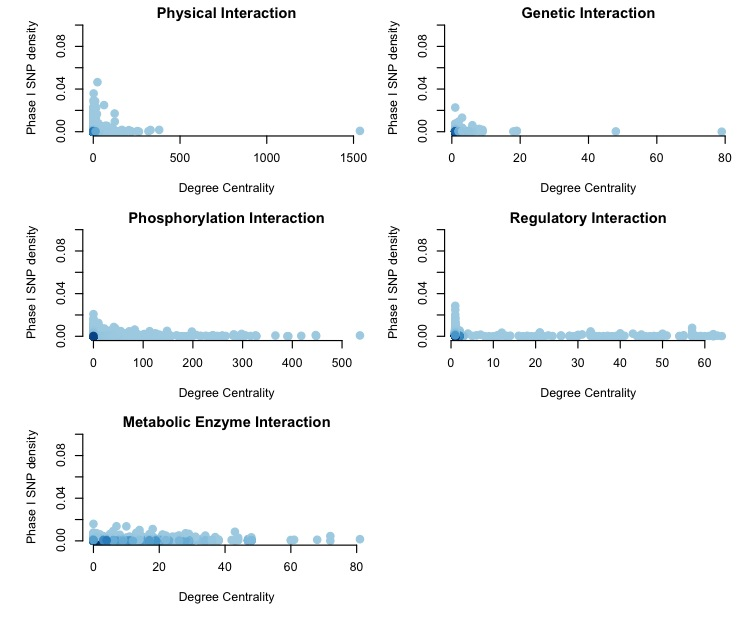 Physical Interaction
Phase I SNP density
0.00 0.04 0.08
0 500 1000 1500
Degree Centrality
Genetic Interaction
Phase I SNP density
0.00 0.04 0.08
0 20 40 60 80
Degree Centrality
Phosphorylation Interaction
Phase I SNP density
0.00 0.04 0.08
0 100 200 300 400 500
Degree Centrality
Regulatory Interaction
Phase I SNP density
0.00 0.04 0.08
0 10 20 30 40 50 60
Degree Centrality
Metabolic Enzyme Interaction
Phase I SNP density
0.00 0.04 0.08
0 20 40 60 80
Degree Centrality